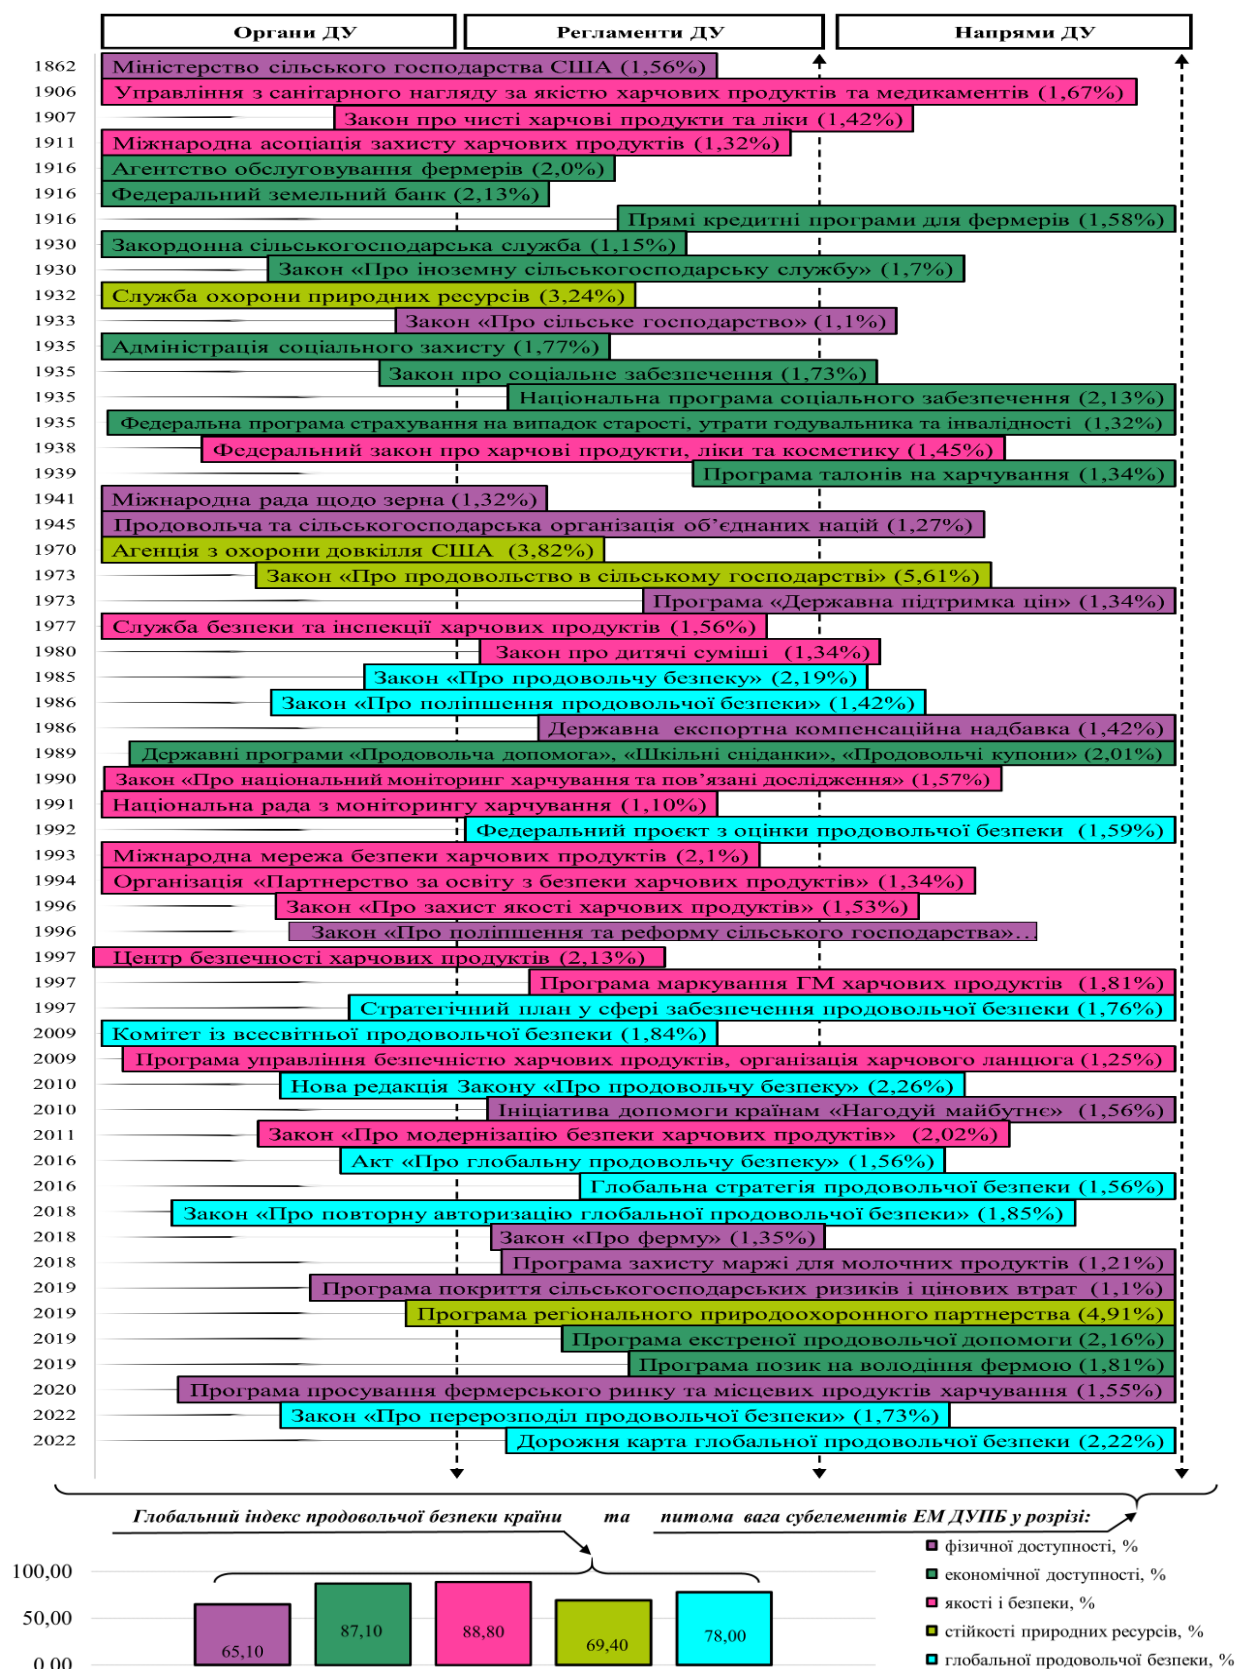 Органи ДУ
Регламенти ДУ
Напрями ДУ
1862 Міністерство сільського господарства США (1,56%)
1906 Управління з санітарного нагляду за якістю харчових продуктів та медикаментів (1,67%)
1907 Закон про чисті харчові продукти та ліки (1,42%)
1911 Міжнародна асоціація захисту харчових продуктів (1,32%)
1916 Агентство обслуговування фермерів (2,0%)
1916 Федеральний земельний банк (2,13%)
1916 Прямі кредитні програми для фермерів (1,58%)
1930 Закордонна сільськогосподарська служба (1,15%)
1930 Закон «Про іноземну сільськогосподарську службу» (1,7%)
1932 Служба охорони природних ресурсів (3,24%)
1933 Закон «Про сільське господарство» (1,1%)
1935 Адміністрація соціального захисту (1,77%)
1935 Закон про соціальне забезпечення (1,73%)
1935 Національна програма соціального забезпечення (2,13%)
1935 Федеральна програма страхування на випадок старості, утрати годувальника та інвалідності (1,32%)
1938 Федеральний закон про харчові продукти, ліки та косметику (1,45%)
1939 Програма талонів на харчування (1,34%)
1941 Міжнародна рада щодо зерна (1,32%)
1945 Продовольча та сільськогосподарська організація об’єднаних націй (1,27%)
1970 Агенція з охорони довкілля США (3,82%)
1973 Закон «Про продовольство в сільському господарстві» (5,61%)
1973 Програма «Державна підтримка цін» (1,34%)
1977 Служба безпеки та інспекції харчових продуктів (1,56%)
1980 Закон про дитячі суміші (1,34%)
1985 Закон «Про продовольчу безпеку» (2,19%)
1986 Закон «Про поліпшення продовольчої безпеки» (1,42%)
1986 Державна експортна компенсаційна надбавка (1,42%)
1989 Державні програми «Продовольча допомога», «Шкільні сніданки», «Продовольчі купони» (2,01%)
1990 Закон «Про національний моніторинг харчування та пов’язані дослідження» (1,57%)
1991 Національна рада з моніторингу харчування (1,10%)
1992 Федеральний проєкт з оцінки продовольчої безпеки (1,59%)
1993 Міжнародна мережа безпеки харчових продуктів (2,1%)
1994 Організація «Партнерство за освіту з безпеки харчових продуктів» (1,34%)
1996 Закон «Про захист якості харчових продуктів» (1,53%)
1996 Закон «Про поліпшення та реформу сільського господарства»...
1997 Центр безпечності харчових продуктів (2,13%)
1997 Програма маркування ГМ харчових продуктів (1,81%)
1997 Стратегічний план у сфері забезпечення продовольчої безпеки (1,76%)
2009 Комітет із всесвітньої продовольчої безпеки (1,84%)
2009 Програма управління безпечністю харчових продуктів, організація харчового ланцюга (1,25%)
2010 Нова редакція Закону «Про продовольчу безпеку» (2,26%)
2010 Ініціатива допомоги країнам «Нагодуй майбутнє» (1,56%)
2011 Закон «Про модернізацію безпеки харчових продуктів» (2,02%)
2016 Акт «Про глобальну продовольчу безпеку» (1,56%)
2016 Глобальна стратегія продовольчої безпеки (1,56%)
2018 Закон «Про повторну авторизацію глобальної продовольчої безпеки» (1,85%)
2018 Закон «Про ферму» (1,35%)
2018 Програма захисту маржі для молочних продуктів (1,21%)
2019 Програма покриття сільськогосподарських ризиків і цінових втрат (1,1%)
2019 Програма регіонального природоохоронного партнерства (4,91%)
2019 Програма екстреної продовольчої допомоги (2,16%)
2019 Програма позик на володіння фермою (1,81%)
2020 Програма просування фермерського ринку та місцевих продуктів харчування (1,55%)
2022 Закон «Про перерозподіл продовольчої безпеки» (1,73%)
2022 Дорожня карта глобальної продовольчої безпеки (2,22%)
Глобальний індекс продовольчої безпеки країни та питома вага субелементів ЕМ ДУПБ у розрізі:
100,00
50,00
0,00
65,10
87,10
88,80
69,40
78,00
фізичної доступності, %
економічної доступності, %
якості і безпеки, %
стійкості природних ресурсів, %
глобальної продовольчої безпеки, %